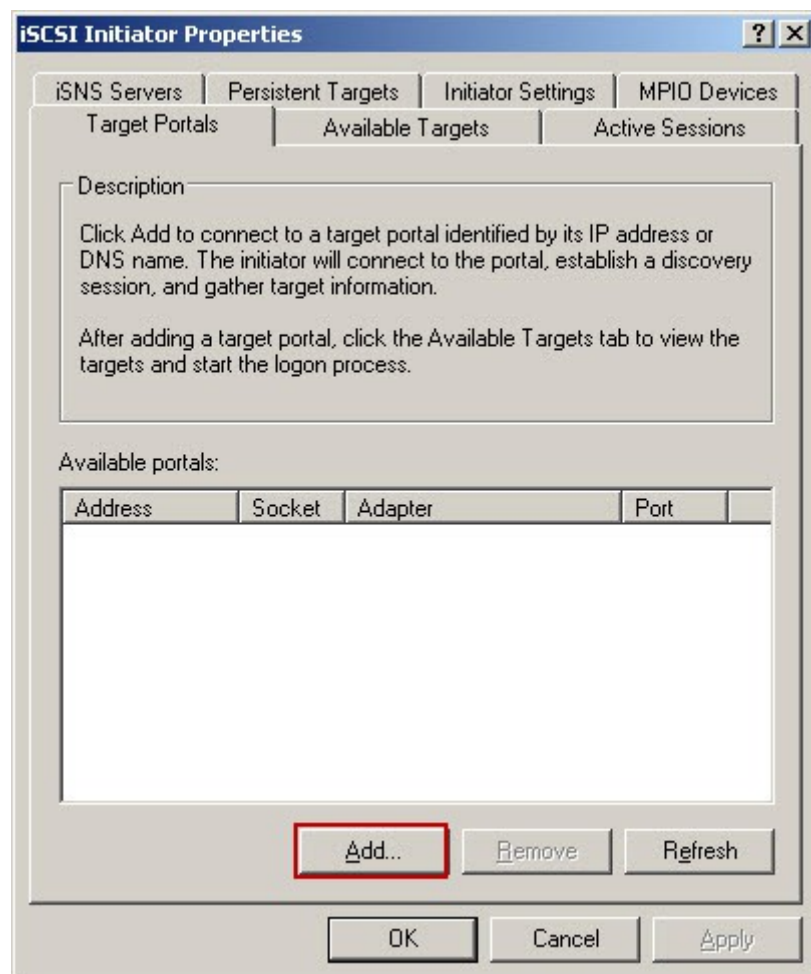 iSCSI Initiator Properties
iSNS Servers Persistent Targets Initiator Settings MPIO Devices
Target Portals Available Targets Active Sessions
Description
Click Add to connect to a target portal identified by its IP address or
DNS name. The initiator will connect to the portal, establish a discovery
session, and gather target information.
After adding a target portal, click the Available Targets tab to view the
targets and start the logon process.
Available portals:
Address Socket Adapter Port
Add... Remove Refresh
OK Cancel Apply